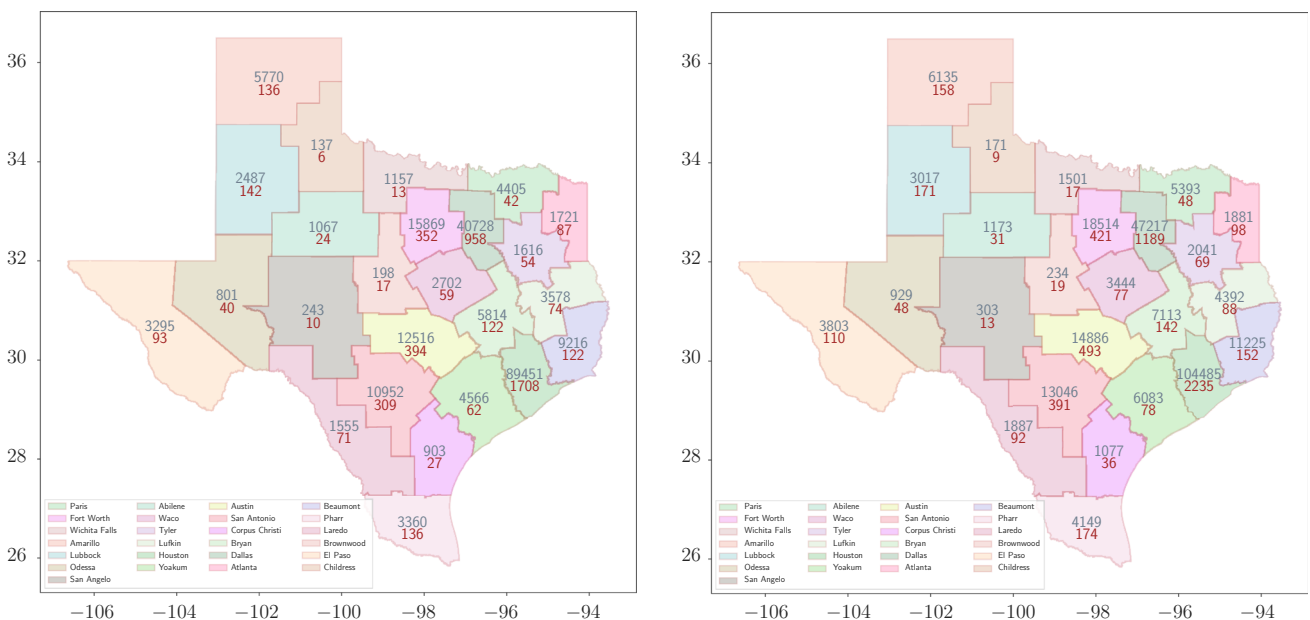 36
34
32
30
28
26
−106
−104
−102
−100
−98
−96
−94
5770
136
137
6
2487
142
1157
13
4405
42
1067
24
15869
352
40728
958
1721
87
1616
54
198
17
2702
59
3578
74
801
40
243
10
5814
122
3295
93
12516
394
9216
122
89451
1708
10952
309
4566
62
1555
71
903
27
3360
136
Paris
Fort Worth
Wichita Falls
Amarillo
Lubbock
Odessa
San Angelo
Abilene
Waco
Tyler
Lufkin
Houston
Yoakum
Austin
San Antonio
Corpus Christi
Bryan
Dallas
Atlanta
Beaumont
Pharr
Laredo
Brownwood
El Paso
Childress
36
34
32
30
28
26
−106
−104
−102
−100
−98
−96
−94
6135
158
171
9
3017
171
1501
17
5393
48
1173
31
18514
421
47217
1189
1881
98
2041
69
234
19
3444
77
4392
88
929
48
303
13
7113
142
3803
110
14886
493
11225
152
104485
2235
13046
391
6083
78
1887
92
1077
36
4149
174
Paris
Fort Worth
Wichita Falls
Amarillo
Lubbock
Odessa
San Angelo
Abilene
Waco
Tyler
Lufkin
Houston
Yoakum
Austin
San Antonio
Corpus Christi
Bryan
Dallas
Atlanta
Beaumont
Pharr
Laredo
Brownwood
El Paso
Childress